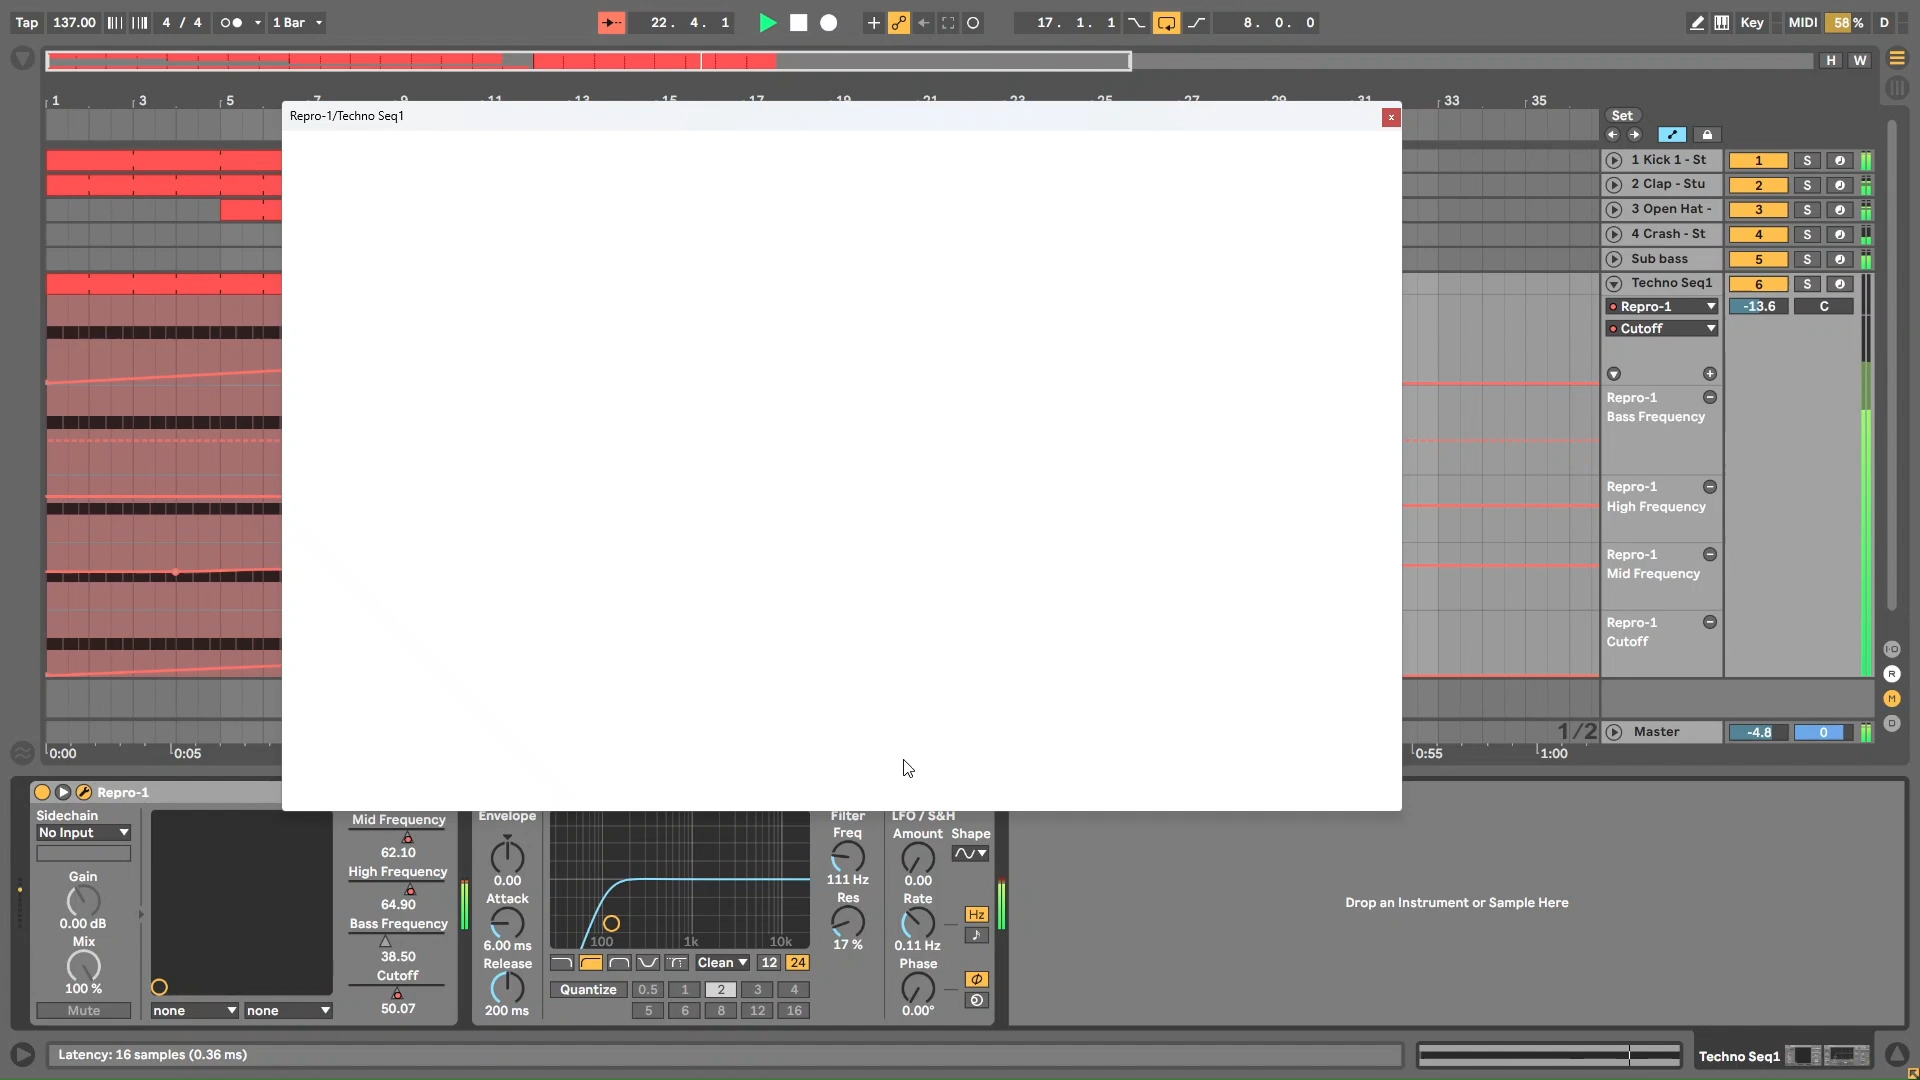 Tap 137.00 4 / 4 1 Bar 22. 4. 1 17. 1. 1 8. 0. 0 Key MIDI 58 % D
H W
1 3 5 7 9 11 13 15 17 19 21 23 25 27 29 31 33 35
Set
Repro-1/Techno Seq1 x
1 Kick 1 - St 1 S
2 Clap - Stu 2 S
3 Open Hat - 3 S
4 Crash - St 4 S
Sub bass 5 S
Techno Seq1 6 S
Repro-1 -13.6 C
Cutoff
Repro-1
Bass Frequency
Repro-1
High Frequency
Repro-1
Mid Frequency
Repro-1
Cutoff
I·O
R
M
D
1/2 Master -4.8 0
0:00 0:05 0:55 1:00
Repro-1
Sidechain
No Input
Gain
0.00 dB
Mix
100 %
Mute
none none
Mid Frequency
62.10
High Frequency
64.90
Bass Frequency
38.50
Cutoff
50.07
Envelope
0.00
Attack
6.00 ms
Release
200 ms
100 1k 10k
Clean 12 24
Quantize 0.5 1 2 3 4
5 6 8 12 16
Filter
Freq
111 Hz
Res
17 %
LFO / S&H
Amount Shape
0.00
Rate
Hz
0.11 Hz
Phase
0.00°
Drop an Instrument or Sample Here
Latency: 16 samples (0.36 ms)
Techno Seq1